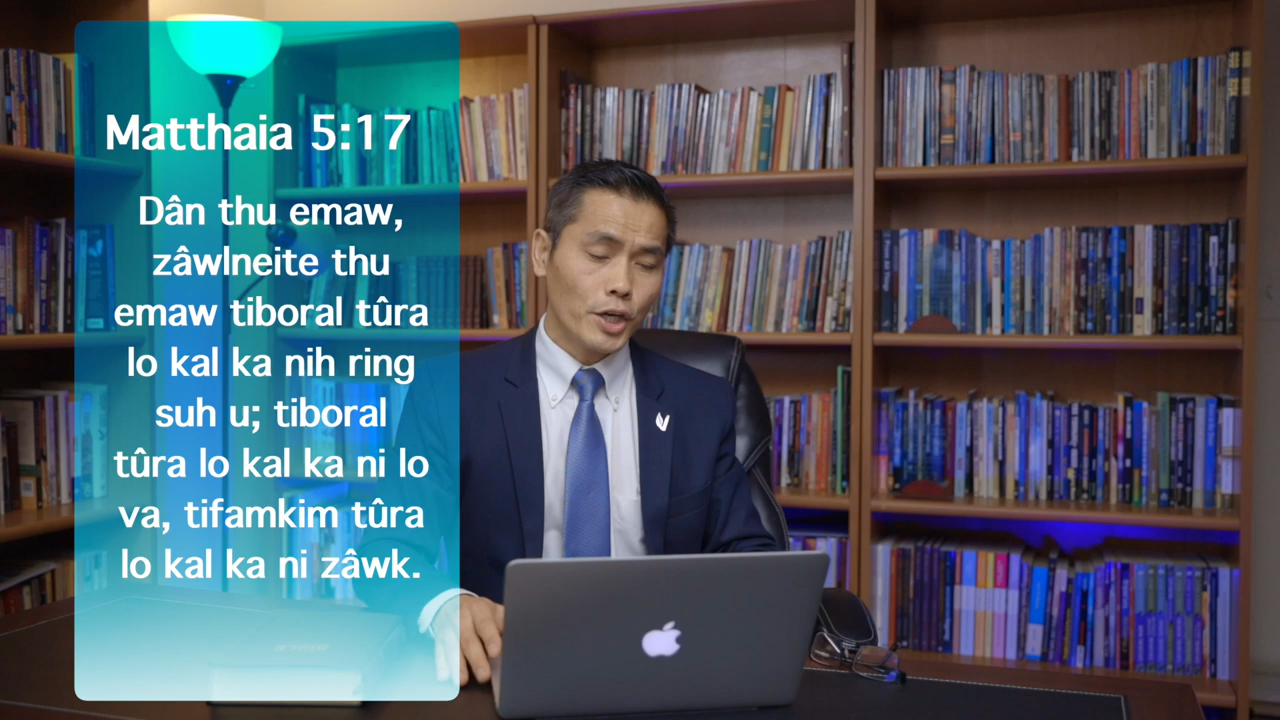 Matthaia 5:17
Dân thu emaw,
zâwlneite thu
emaw tiboral tûra
lo kal ka nih ring
suh u; tiboral
tûra lo kal ka ni lo
va, tifamkim tûra
lo kal ka ni zâwk.